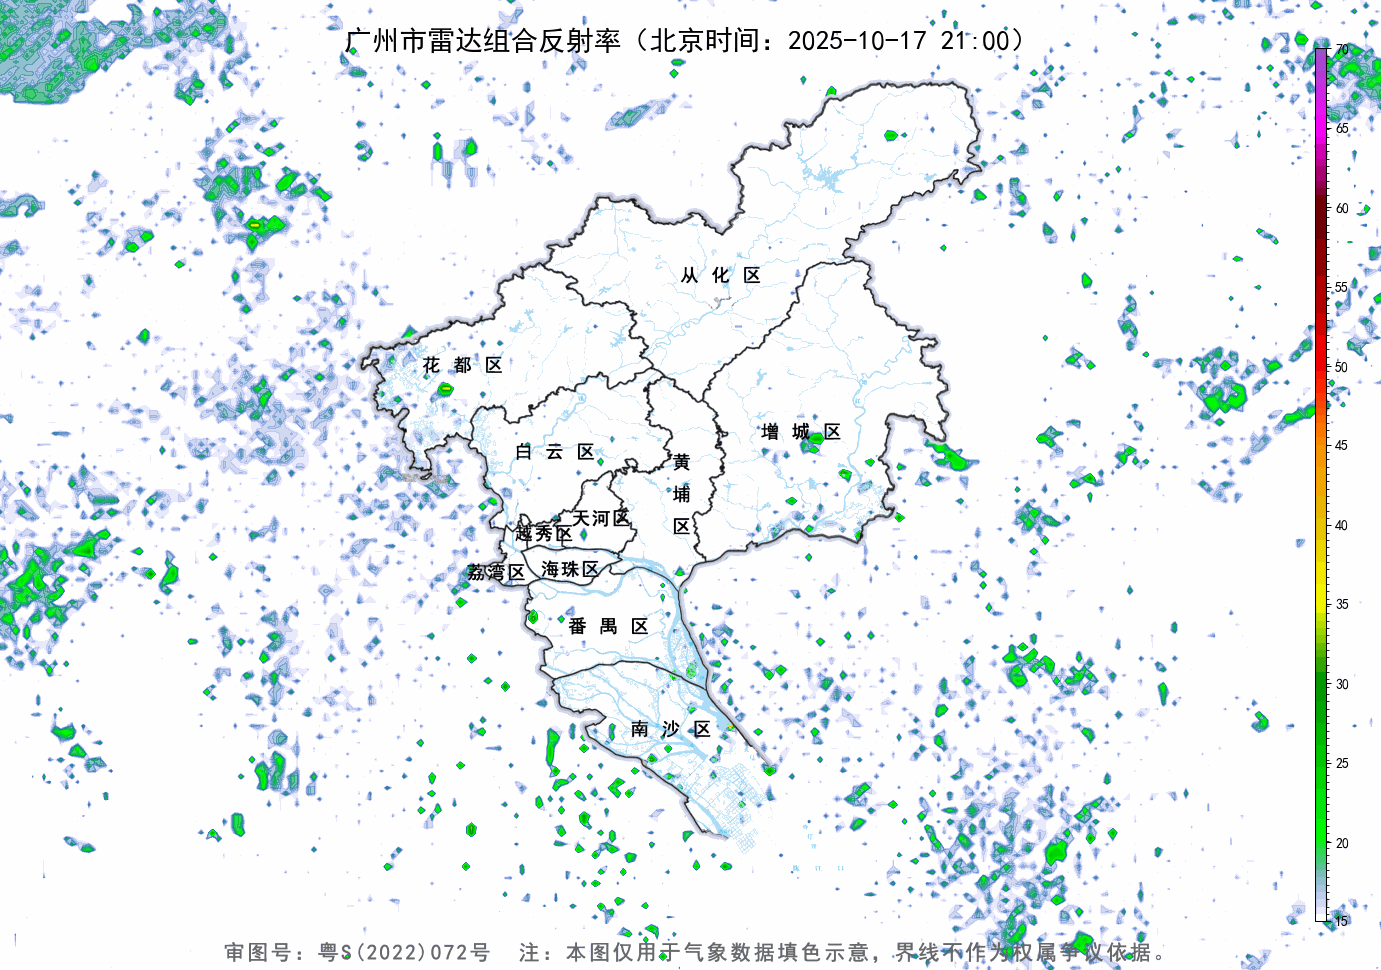 广州市雷达组合反射率（北京时间：2025-10-17 21:00）
70
65
60
55
50
45
40
35
30
25
20
15
从化区
花都区
增城区
白云区
黄埔区
天河区
越秀区
海珠区
荔湾区
番禺区
南沙区
审图号：粤S(2022)072号 注：本图仅用于气象数据填色示意，界线不作为权属争议依据。